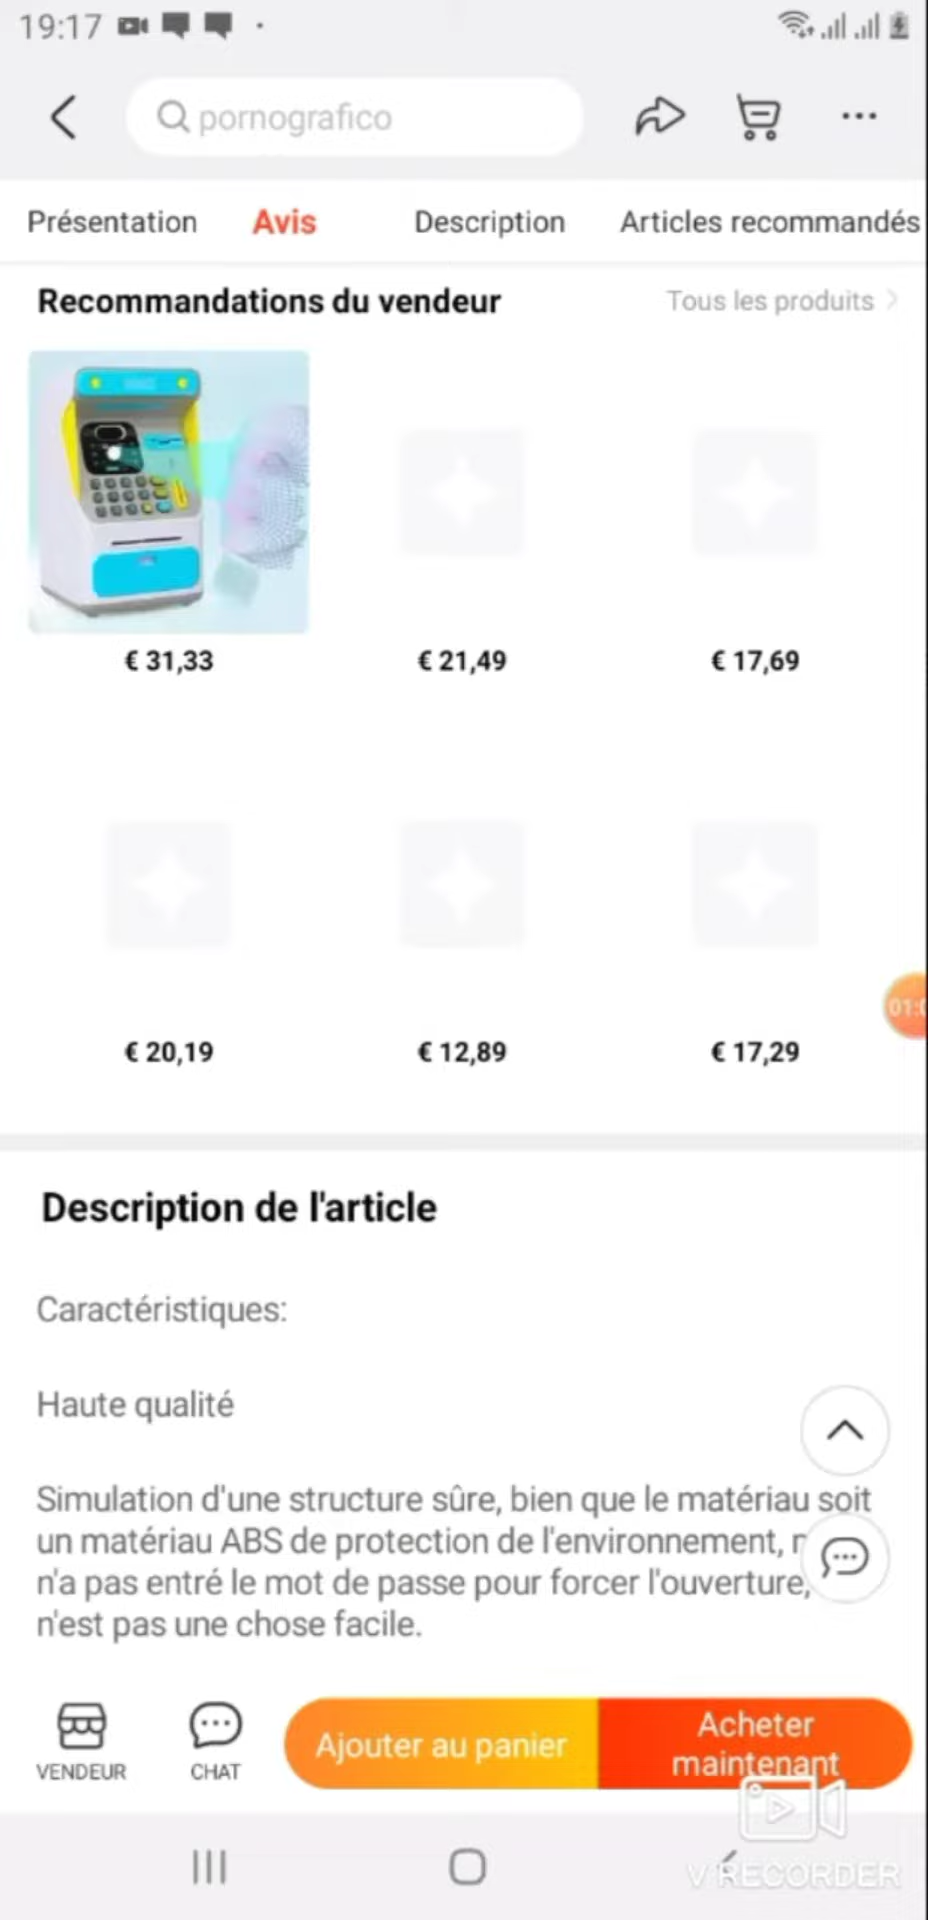 19:17
pornografico
Présentation Avis Description Articles recommandés
Recommandations du vendeur Tous les produits
€ 31,33 € 21,49 € 17,69
€ 20,19 € 12,89 € 17,29
01:0
Description de l'article
Caractéristiques:
Haute qualité
Simulation d'une structure sûre, bien que le matériau soit
un matériau ABS de protection de l'environnement,
n'a pas entré le mot de passe pour forcer l'ouverture,
n'est pas une chose facile.
VENDEUR CHAT Ajouter au panier Acheter
maintenant
V RECORDER